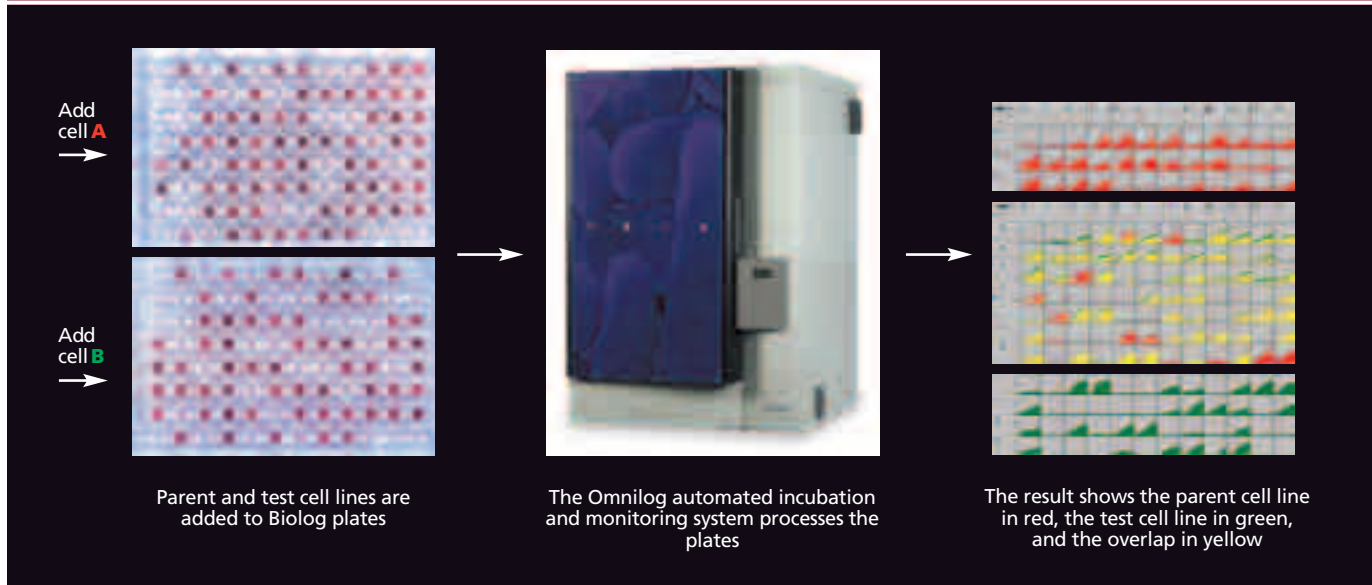 Add
cell A
Add
cell B
Parent and test cell lines are
added to Biolog plates
The Omnilog automated incubation
and monitoring system processes the
plates
The result shows the parent cell line
in red, the test cell line in green,
and the overlap in yellow